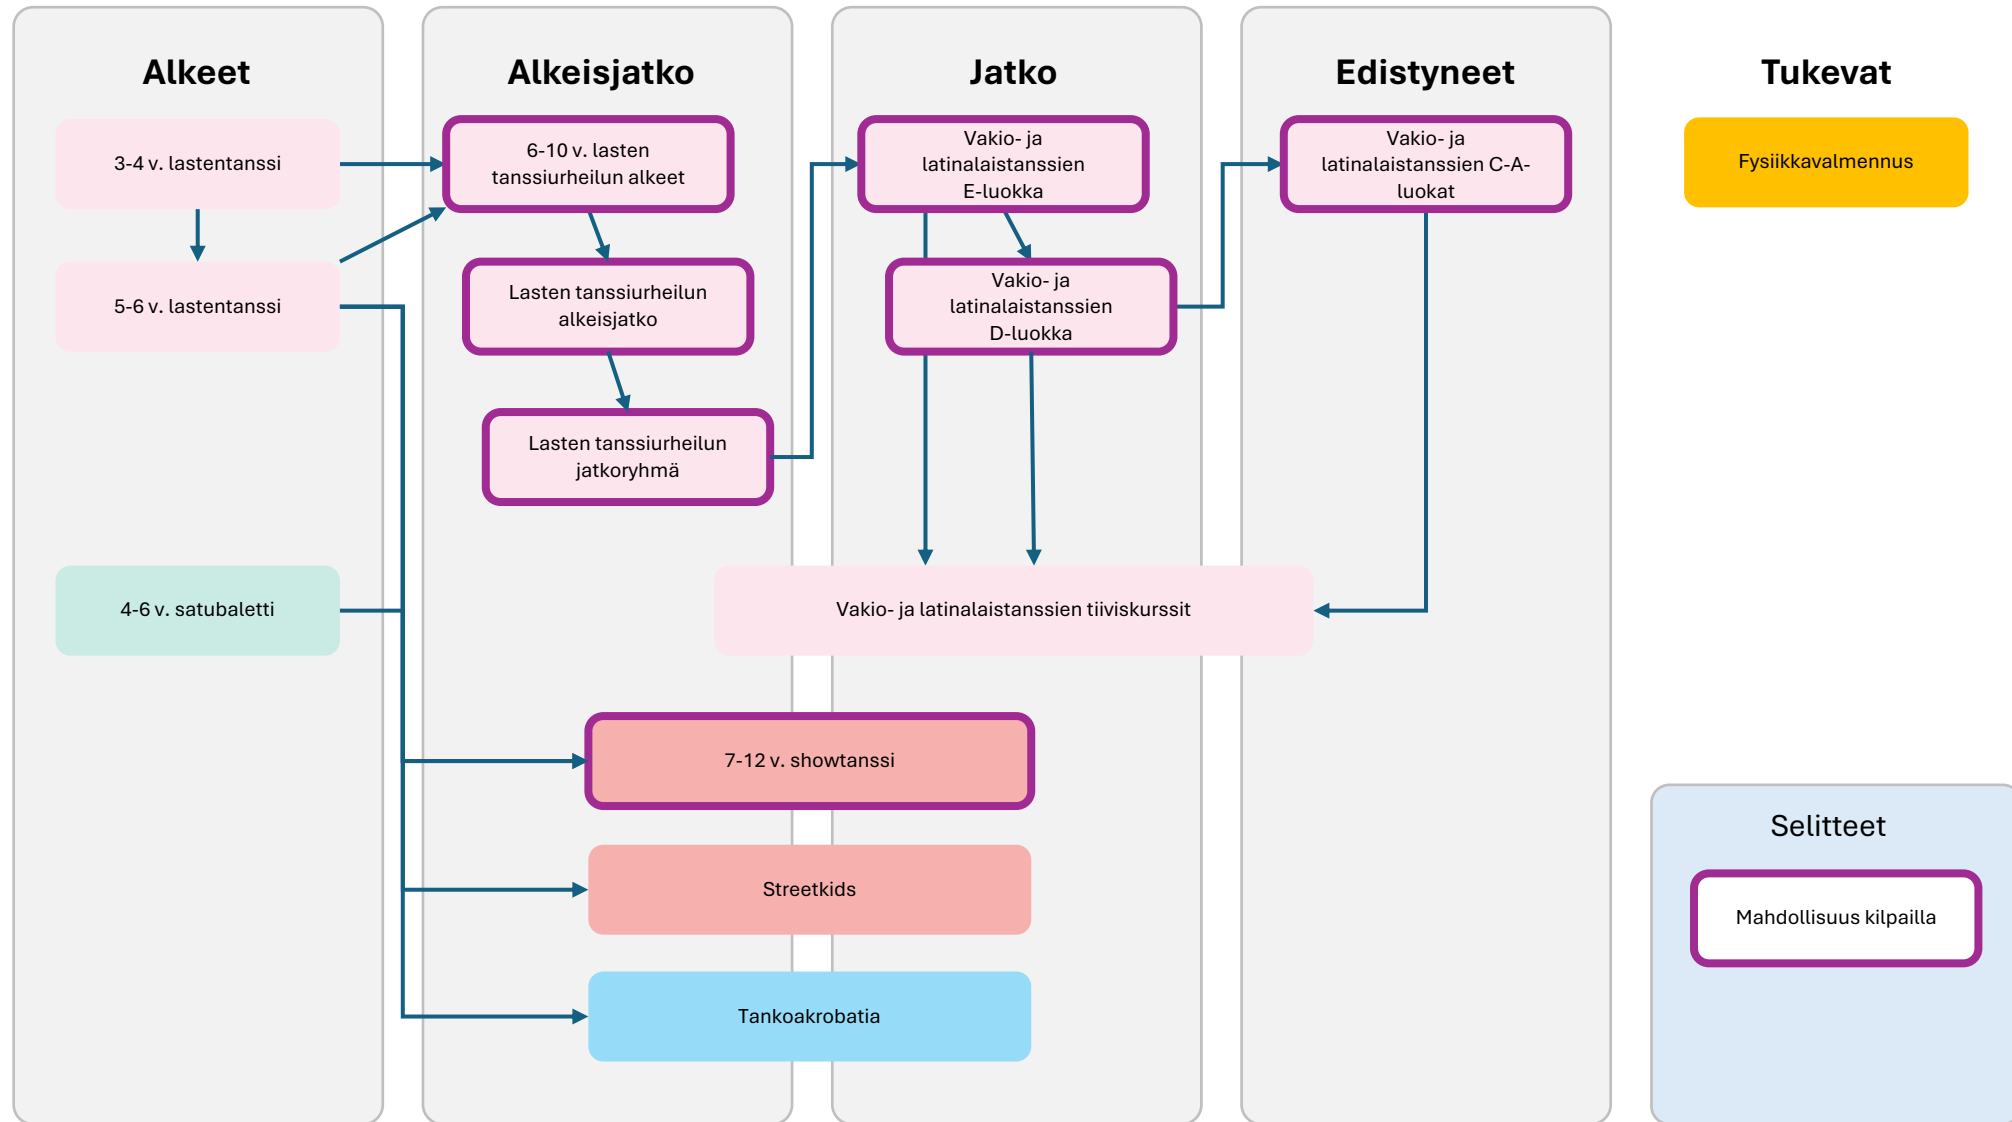 Alkeet
3-4 v. lastentanssi
5-6 v. lastentanssi
4-6 v. satubaletti
Alkeisjatko
6-10 v. lasten
tanssiurheilun alkeet
Lasten tanssiurheilun
alkeisjatko
Lasten tanssiurheilun
jatkoryhmä
Jatko
Vakio- ja
latinalaistanssien
E-luokka
Vakio- ja
latinalaistanssien
D-luokka
Edistyneet
Vakio- ja
latinalaistanssien C-A-
luokat
Vakio- ja latinalaistanssien tiiviskurssit
7-12 v. showtanssi
Streetkids
Tankoakrobatia
Tukevat
Fysiikkavalmennus
Selitteet
Mahdollisuus kilpailla